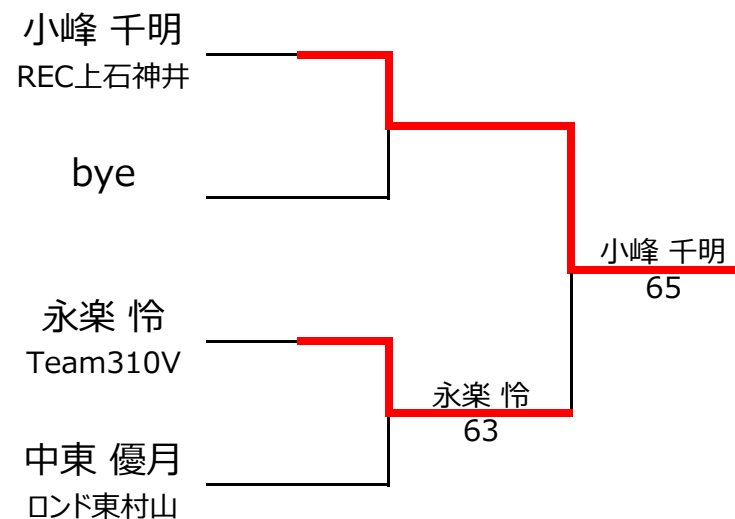 小峰 千明
REC上石神井
bye
永楽 怜
Team310V
中東 優月
ロンド東村山
永楽 怜
63
小峰 千明
65